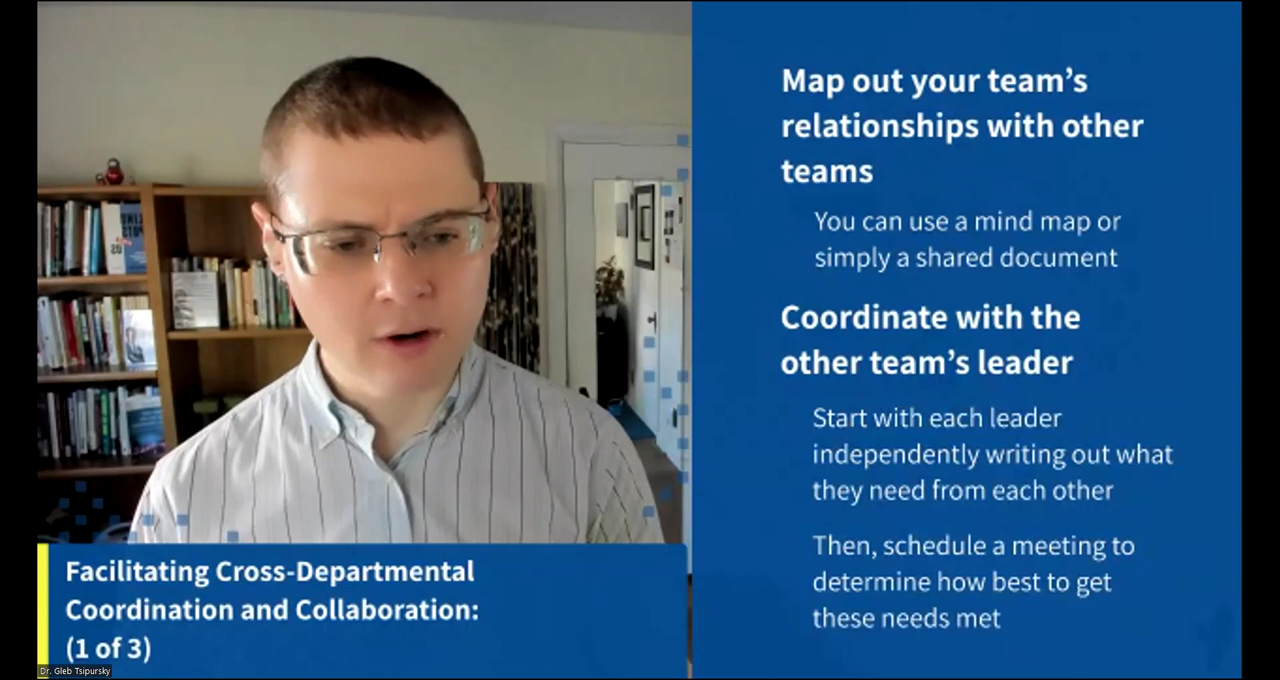 Map out your team’s
relationships with other
teams
You can use a mind map or
simply a shared document
Coordinate with the
other team’s leader
Start with each leader
independently writing out what
they need from each other
Then, schedule a meeting to
determine how best to get
these needs met
Facilitating Cross-Departmental
Coordination and Collaboration:
(1 of 3)
Dr. Gleb Tsipursky